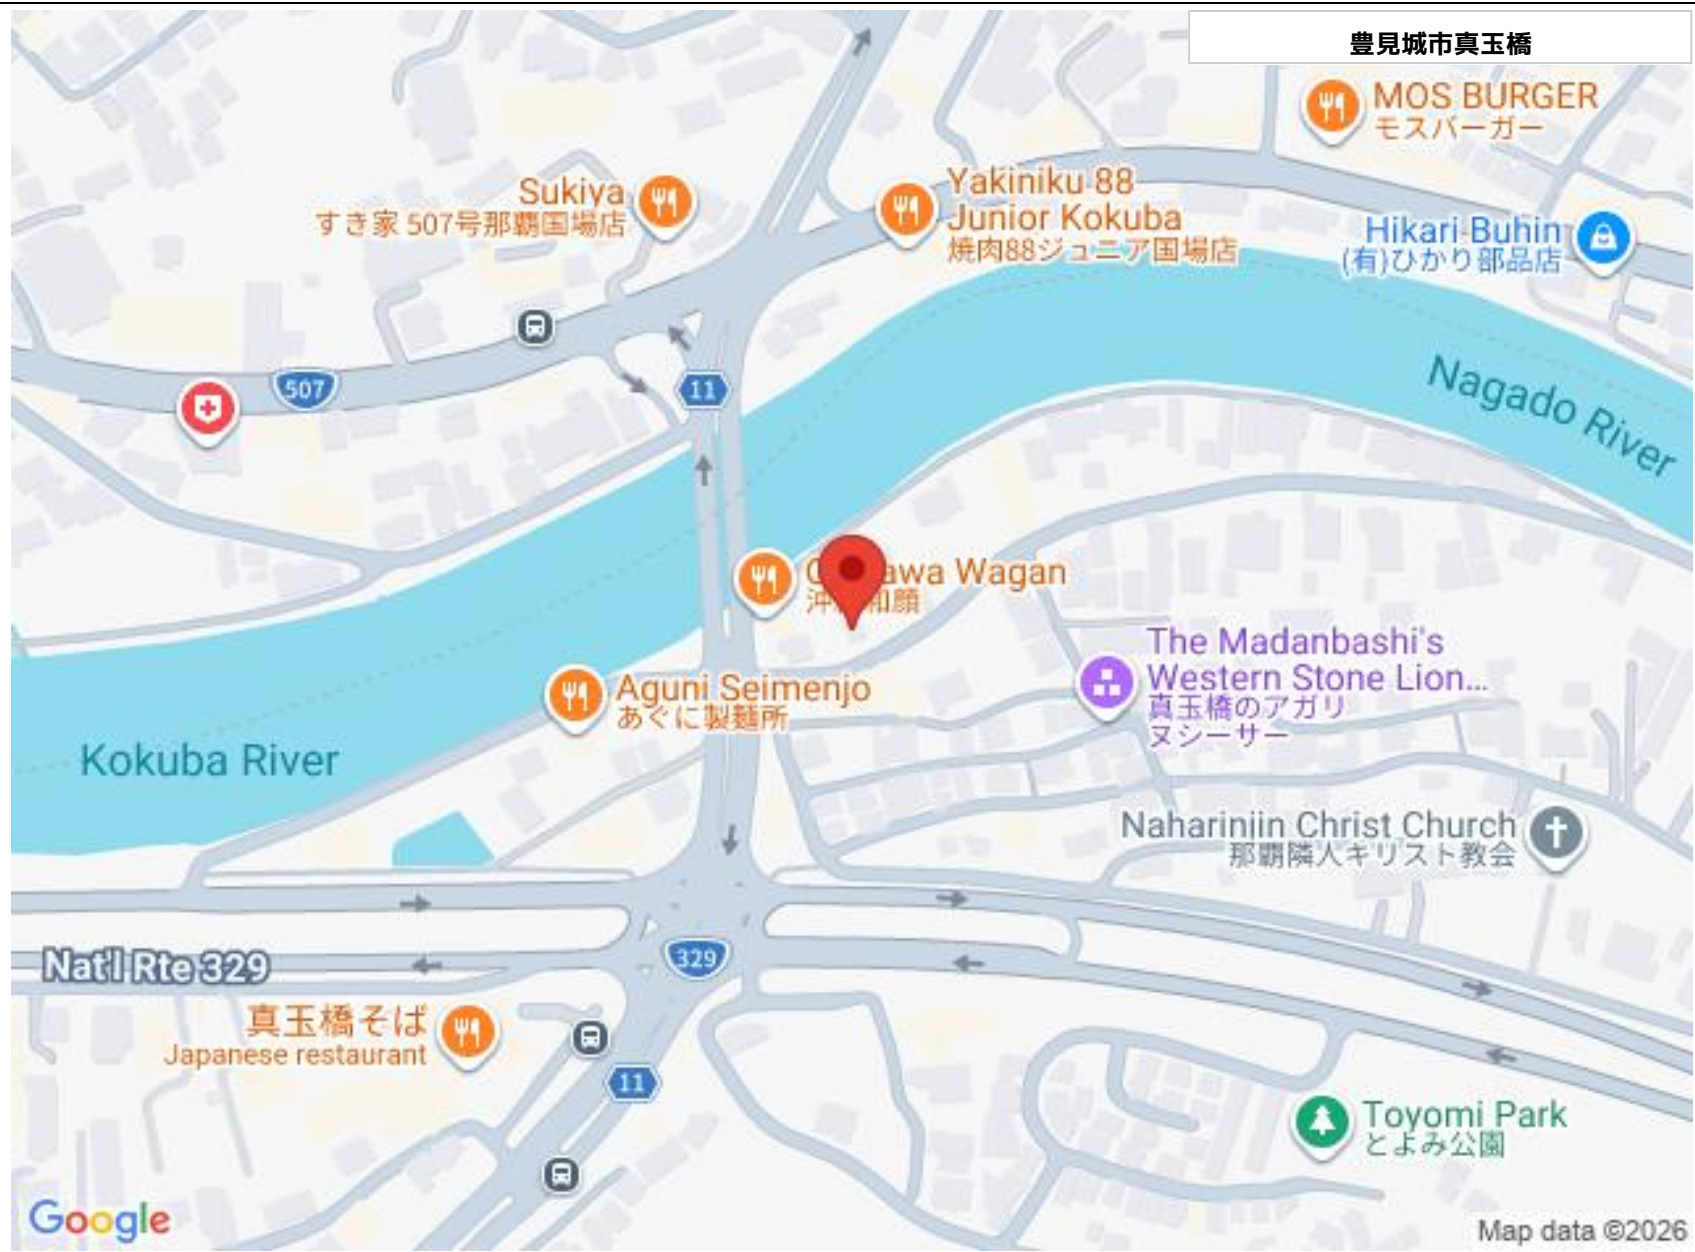 豊見城市真玉橋
MOS BURGER
モスバーガー
Sukiya
すき家 507号那覇国場店
Yakiniku 88
Junior Kokuba
焼肉88ジュニア国場店
Hikari Buhin
(有)ひかり部品店
507
11
Nagado River
awa Wagan
和顔
The Madanbashi's
Western Stone Lion...
真玉橋のアガリ
ヌシーサー
Aguni Seimenjo
あぐに製麺所
Kokuba River
Naharinjin Christ Church
那覇隣人キリスト教会
Nat'l Rte 329
329
真玉橋そば
Japanese restaurant
11
Toyomi Park
とよみ公園
Google
Map data ©2026